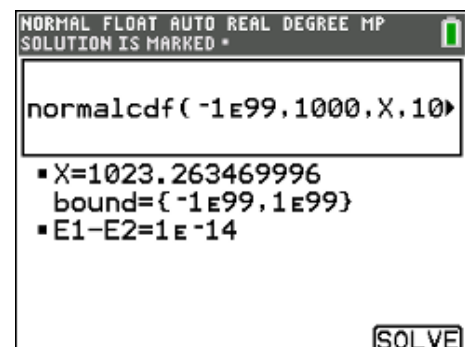 NORMAL FLOAT AUTO REAL DEGREE MP
SOLUTION IS MARKED ▪
normalcdf(⁻1ᴇ99,1000,X,10▶
▪X=1023.263469996
bound={⁻1ᴇ99,1ᴇ99}
▪E1−E2=1ᴇ⁻14
SOLVE